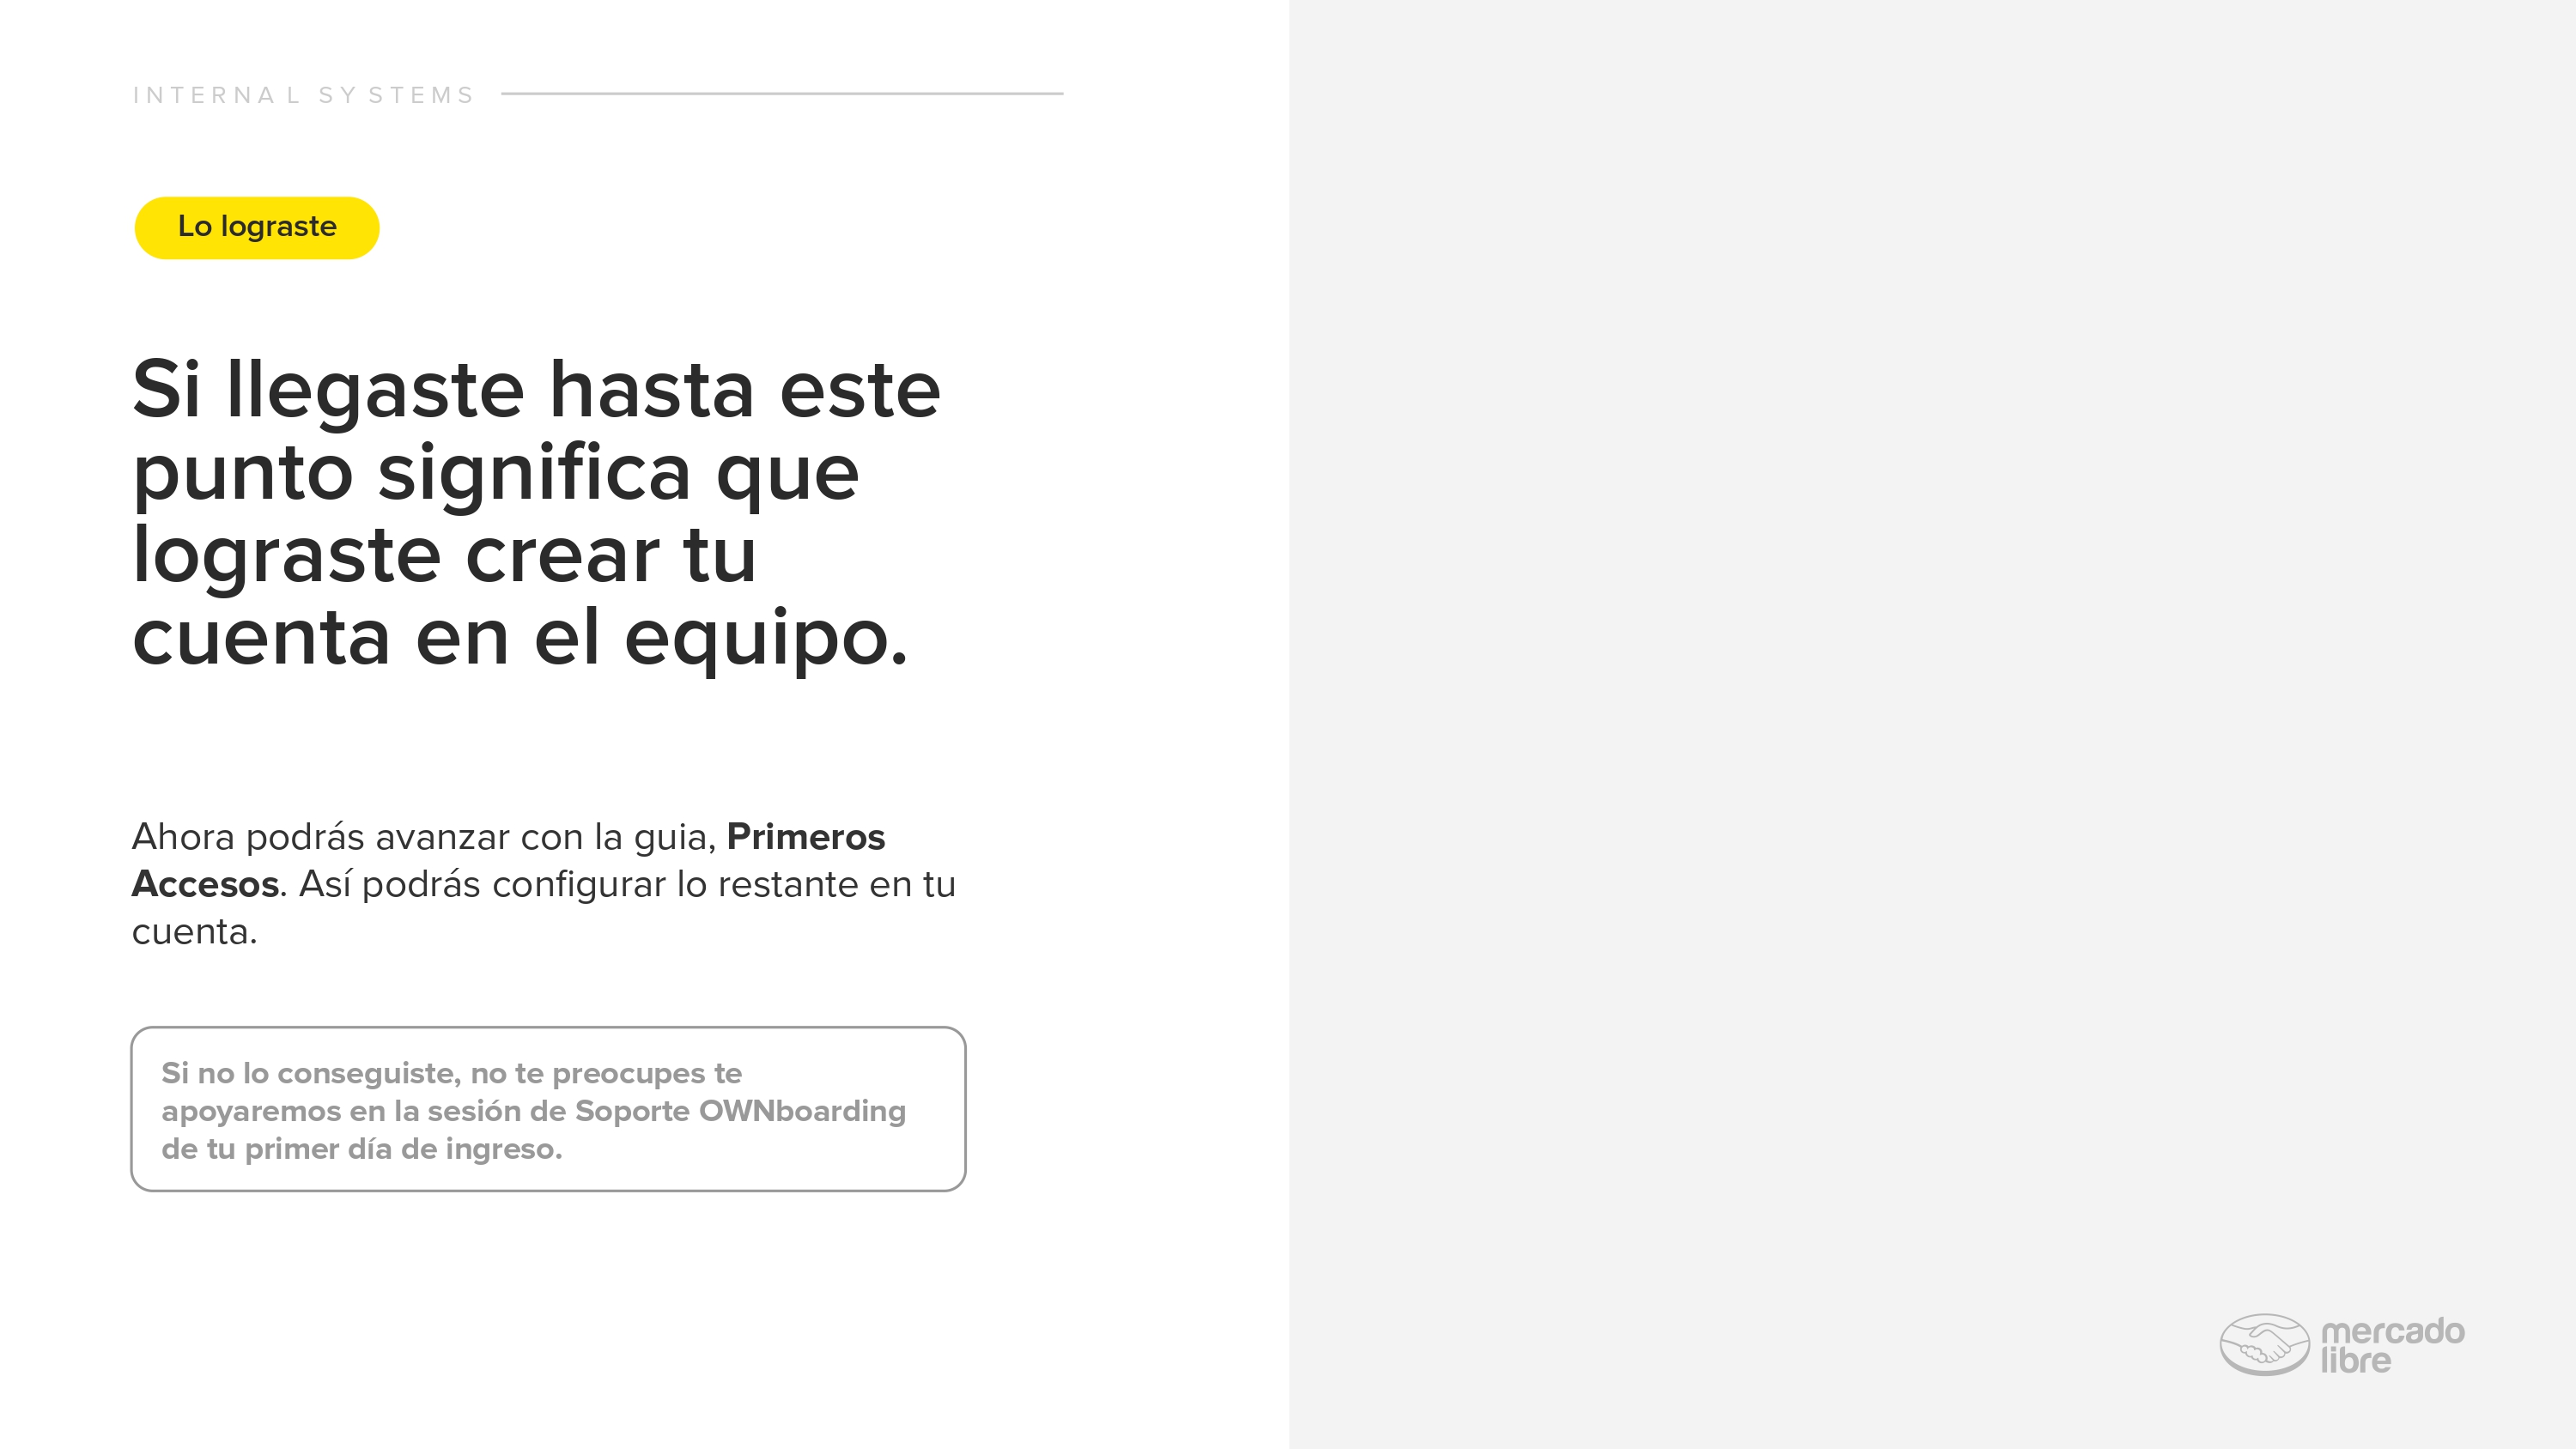 INTERNAL SYSTEMS
Lo lograste
Si llegaste hasta este
punto significa que
lograste crear tu
cuenta en el equipo.
Ahora podrás avanzar con la guia, Primeros
Accesos. Así podrás configurar lo restante en tu
cuenta.
Si no lo conseguiste, no te preocupes te
apoyaremos en la sesión de Soporte OWNboarding
de tu primer día de ingreso.
mercado
libre